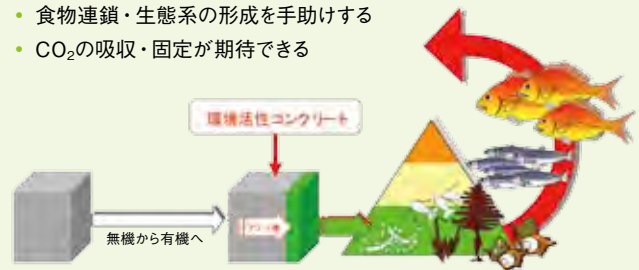 • 食物連鎖・生態系の形成を手助けする
• CO₂の吸収・固定が期待できる
環境活性コンクリート
無機から有機へ